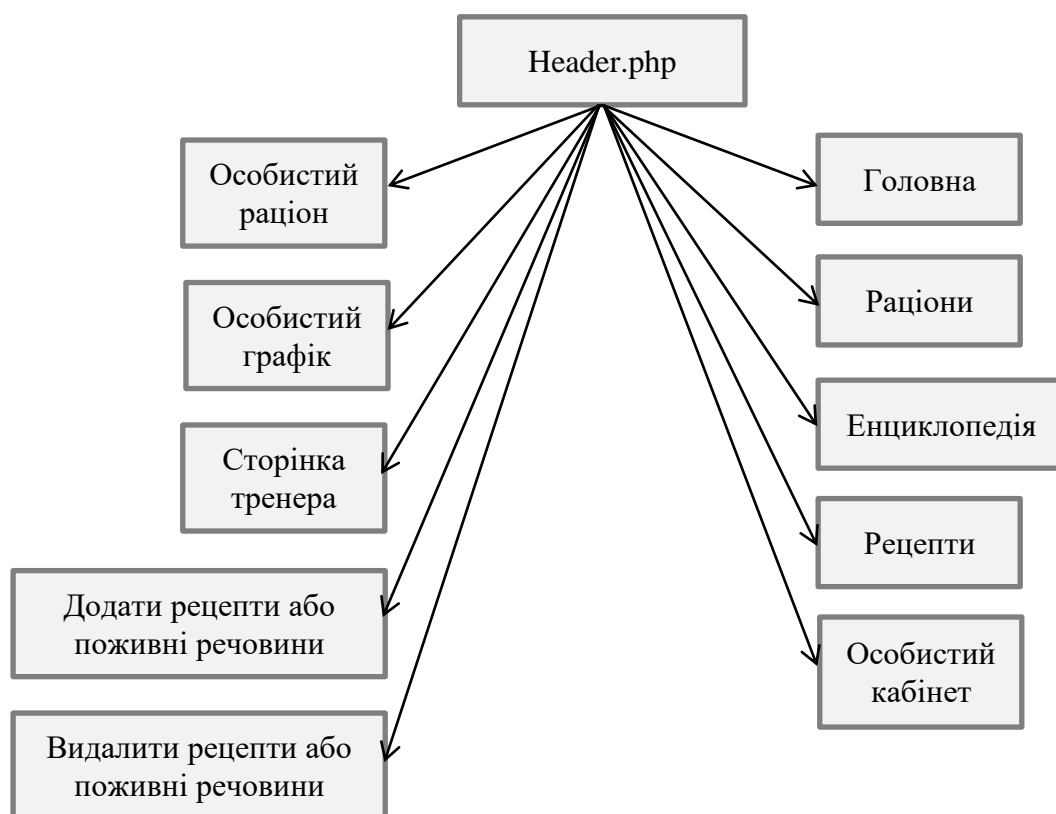 Header.php
Особистий
раціон
Особистий
графік
Сторінка
тренера
Додати рецепти або
поживні речовини
Видалити рецепти або
поживні речовини
Головна
Раціони
Енциклопедія
Рецепти
Особистий
кабінет